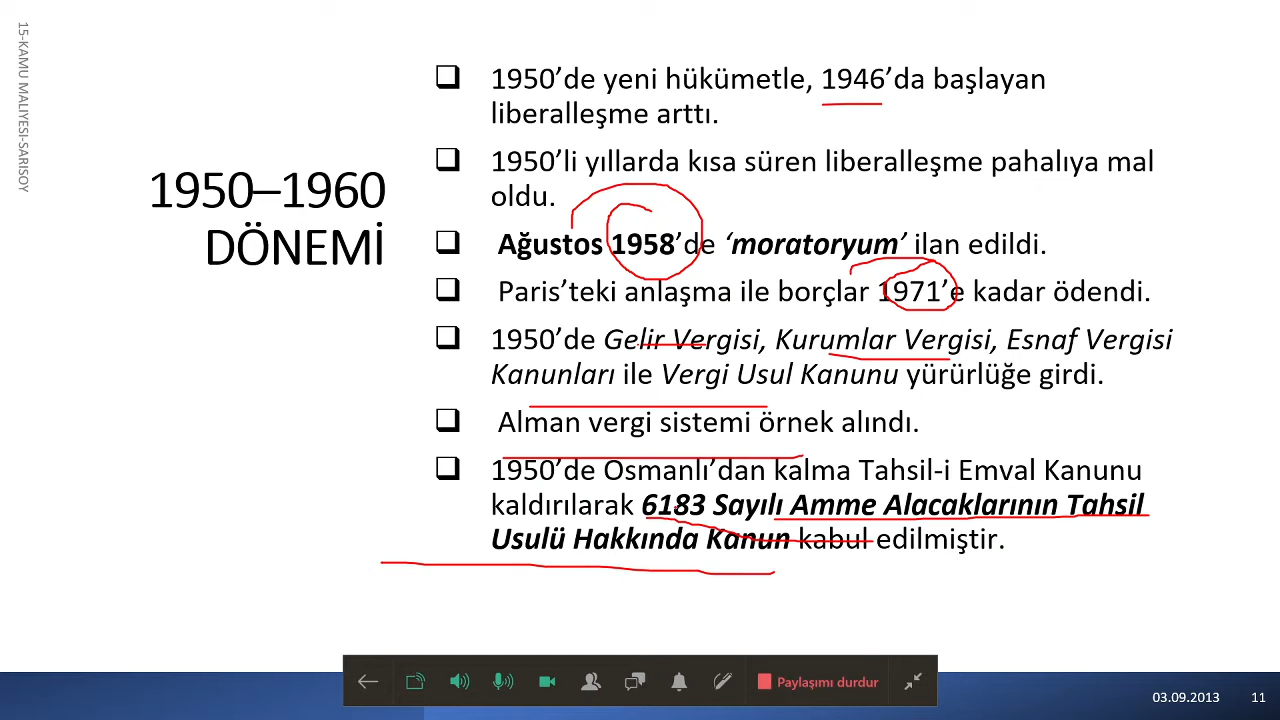 15-KAMU MALIYESI-SARISOY
1950–1960
DÖNEMİ
❑ 1950’de yeni hükümetle, 1946’da başlayan
liberalleşme arttı.
❑ 1950’li yıllarda kısa süren liberalleşme pahalıya mal
oldu.
❑ Ağustos 1958’de ‘moratoryum’ ilan edildi.
❑ Paris’teki anlaşma ile borçlar 1971’e kadar ödendi.
❑ 1950’de Gelir Vergisi, Kurumlar Vergisi, Esnaf Vergisi
Kanunları ile Vergi Usul Kanunu yürürlüğe girdi.
❑ Alman vergi sistemi örnek alındı.
❑ 1950’de Osmanlı’dan kalma Tahsil-i Emval Kanunu
kaldırılarak 6183 Sayılı Amme Alacaklarının Tahsil
Usulü Hakkında Kanun kabul edilmiştir.
Paylaşımı durdur
03.09.2013 11